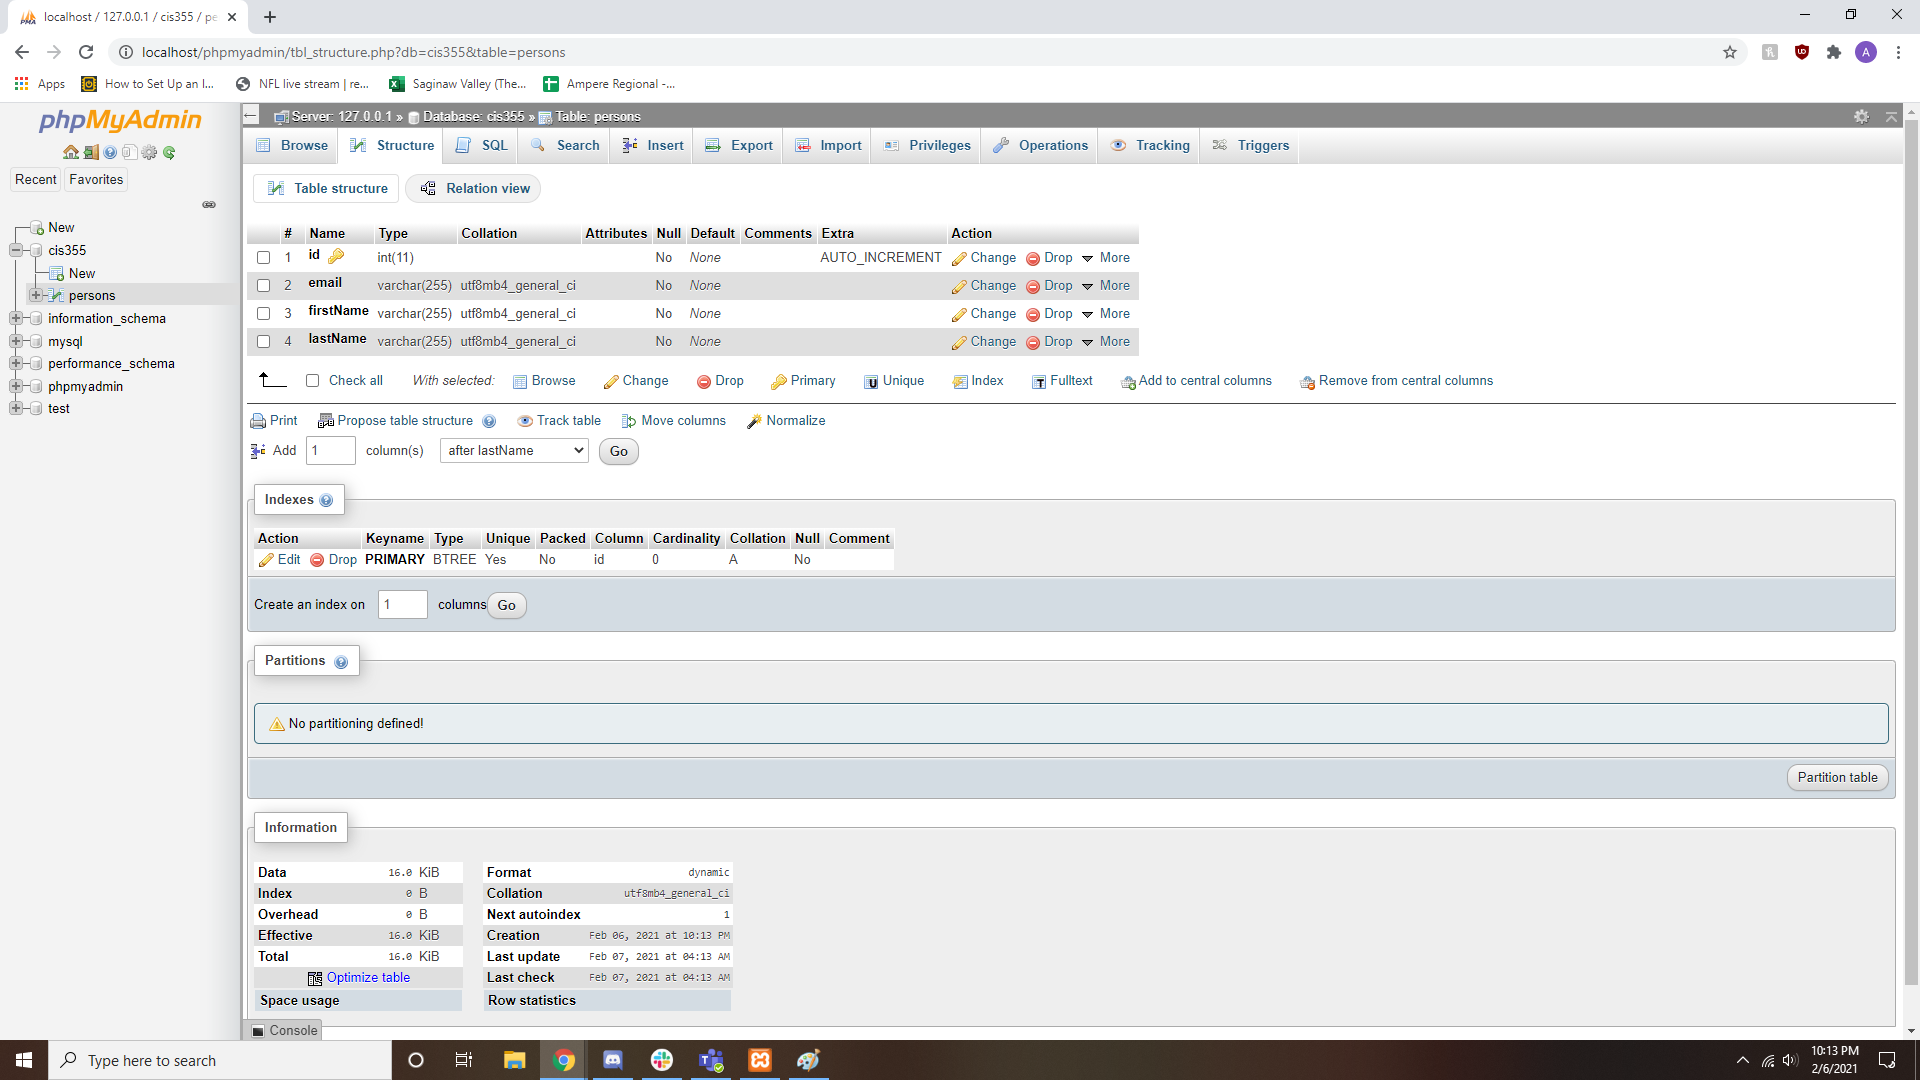 localhost / 127.0.0.1 / cis355 / pe
localhost/phpmyadmin/tbl_structure.php?db=cis355&table=persons
A
Apps How to Set Up an I... NFL live stream | re... Saginaw Valley (The... Ampere Regional -...
phpMyAdmin
Recent Favorites
New
cis355
New
persons
information_schema
mysql
performance_schema
phpmyadmin
test
Server: 127.0.0.1 » Database: cis355 » Table: persons
Browse Structure SQL Search Insert Export Import Privileges Operations Tracking Triggers
Table structure Relation view
# Name Type Collation Attributes Null Default Comments Extra Action
1 id int(11) No None AUTO_INCREMENT Change Drop More
2 email varchar(255) utf8mb4_general_ci No None Change Drop More
3 firstName varchar(255) utf8mb4_general_ci No None Change Drop More
4 lastName varchar(255) utf8mb4_general_ci No None Change Drop More
Check all With selected: Browse Change Drop Primary Unique Index Fulltext Add to central columns Remove from central columns
Print Propose table structure Track table Move columns Normalize
Add 1 column(s) after lastName Go
Indexes
Action Keyname Type Unique Packed Column Cardinality Collation Null Comment
Edit Drop PRIMARY BTREE Yes No id 0 A No
Create an index on 1 columns Go
Partitions
No partitioning defined!
Partition table
Information
Data 16.0 KiB
Index 0 B
Overhead 0 B
Effective 16.0 KiB
Total 16.0 KiB
Optimize table
Space usage
Format dynamic
Collation utf8mb4_general_ci
Next autoindex 1
Creation Feb 06, 2021 at 10:13 PM
Last update Feb 07, 2021 at 04:13 AM
Last check Feb 07, 2021 at 04:13 AM
Row statistics
Console
Type here to search
10:13 PM
2/6/2021